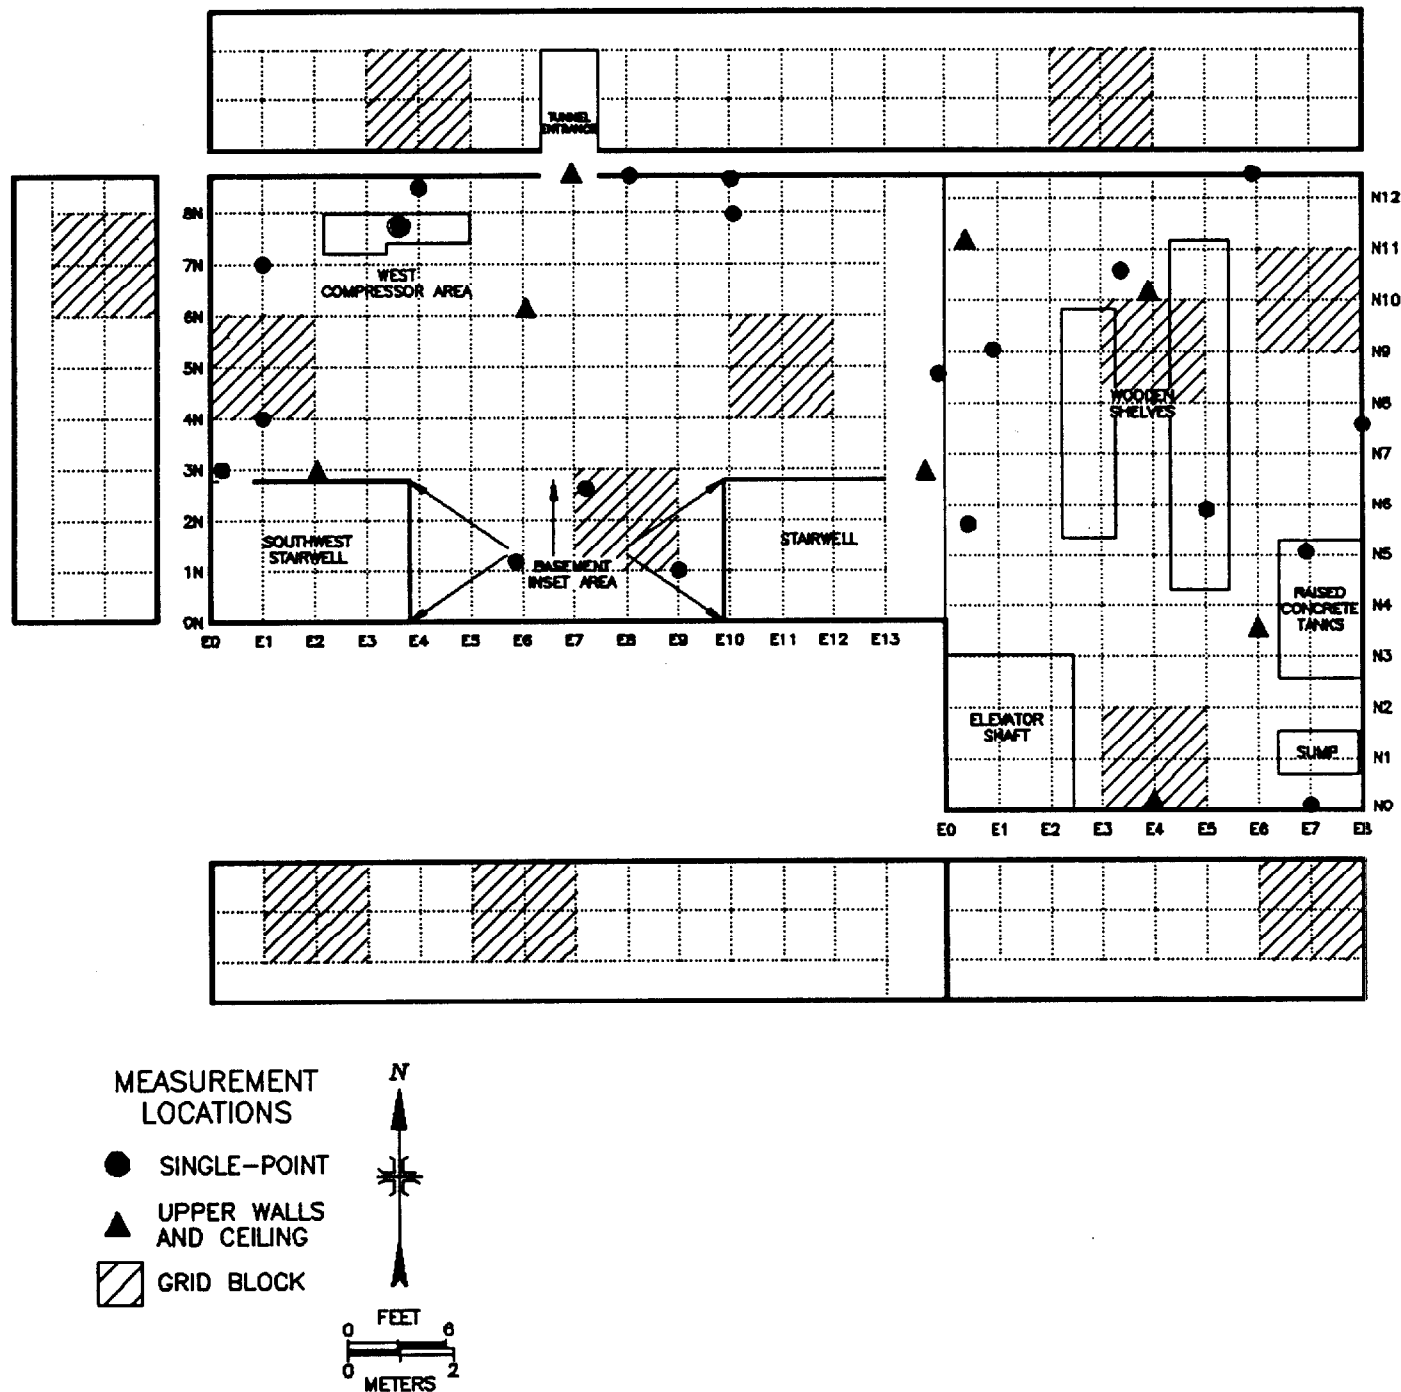 TUNNEL
ENTRANCE
8N
7N
6N
5N
4N
3N
2N
1N
0N
WEST
COMPRESSOR AREA
SOUTHWEST
STAIRWELL
BASEMENT
INSET AREA
STAIRWELL
E0 E1 E2 E3 E4 E5 E6 E7 E8 E9 E10 E11 E12 E13
N12
N11
N10
N9
N8
N7
N6
N5
N4
N3
N2
N1
N0
WOODEN
SHELVES
RAISED
CONCRETE
TANKS
ELEVATOR
SHAFT
SUMP
E0 E1 E2 E3 E4 E5 E6 E7 E8
MEASUREMENT
LOCATIONS
SINGLE-POINT
UPPER WALLS
AND CEILING
GRID BLOCK
N
FEET
0 6
0 2
METERS